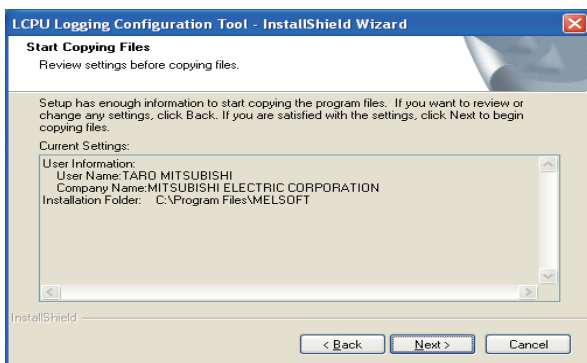 LCPU Logging Configuration Tool - InstallShield Wizard
Start Copying Files
Review settings before copying files.
Setup has enough information to start copying the program files. If you want to review or
change any settings, click Back. If you are satisfied with the settings, click Next to begin
copying files.
Current Settings:
User Information:
User Name:TARO MITSUBISHI
Company Name:MITSUBISHI ELECTRIC CORPORATION
Installation Folder: C:\Program Files\MELSOFT
InstallShield
< Back Next > Cancel